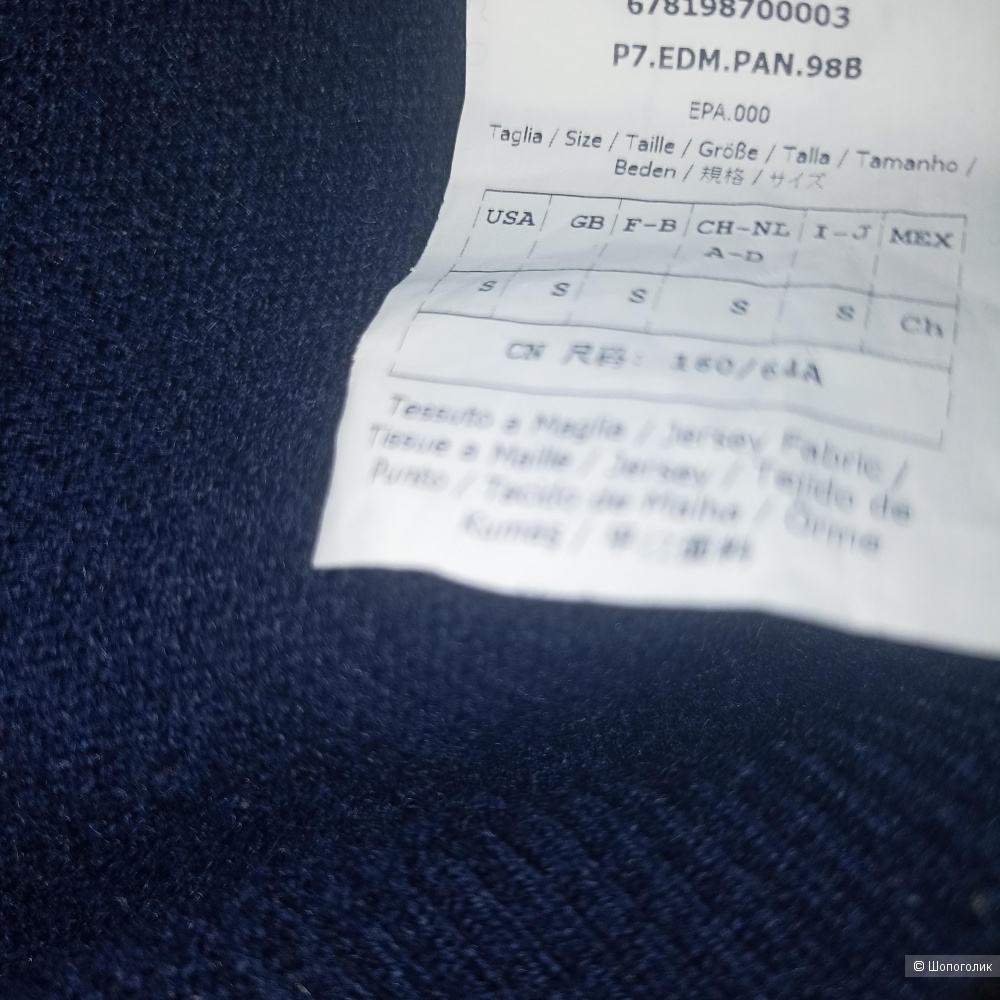 678198700003
P7.EDM.PAN.98B
EPA.000
Taglia / Size / Taille / Größe / Talla / Tamanho /
Beden / 規格 / サイズ
USA GB F-B CH-NL A-D I-J MEX
S S S S S Ch
CN 尺码: 160/64A
Tessuto a Maglia / Jersey Fabric /
Tissue a Maille / Jersey / Tejido de
Punto / Tecido de Malha / Örme
Kumaş /
© Шопоголик